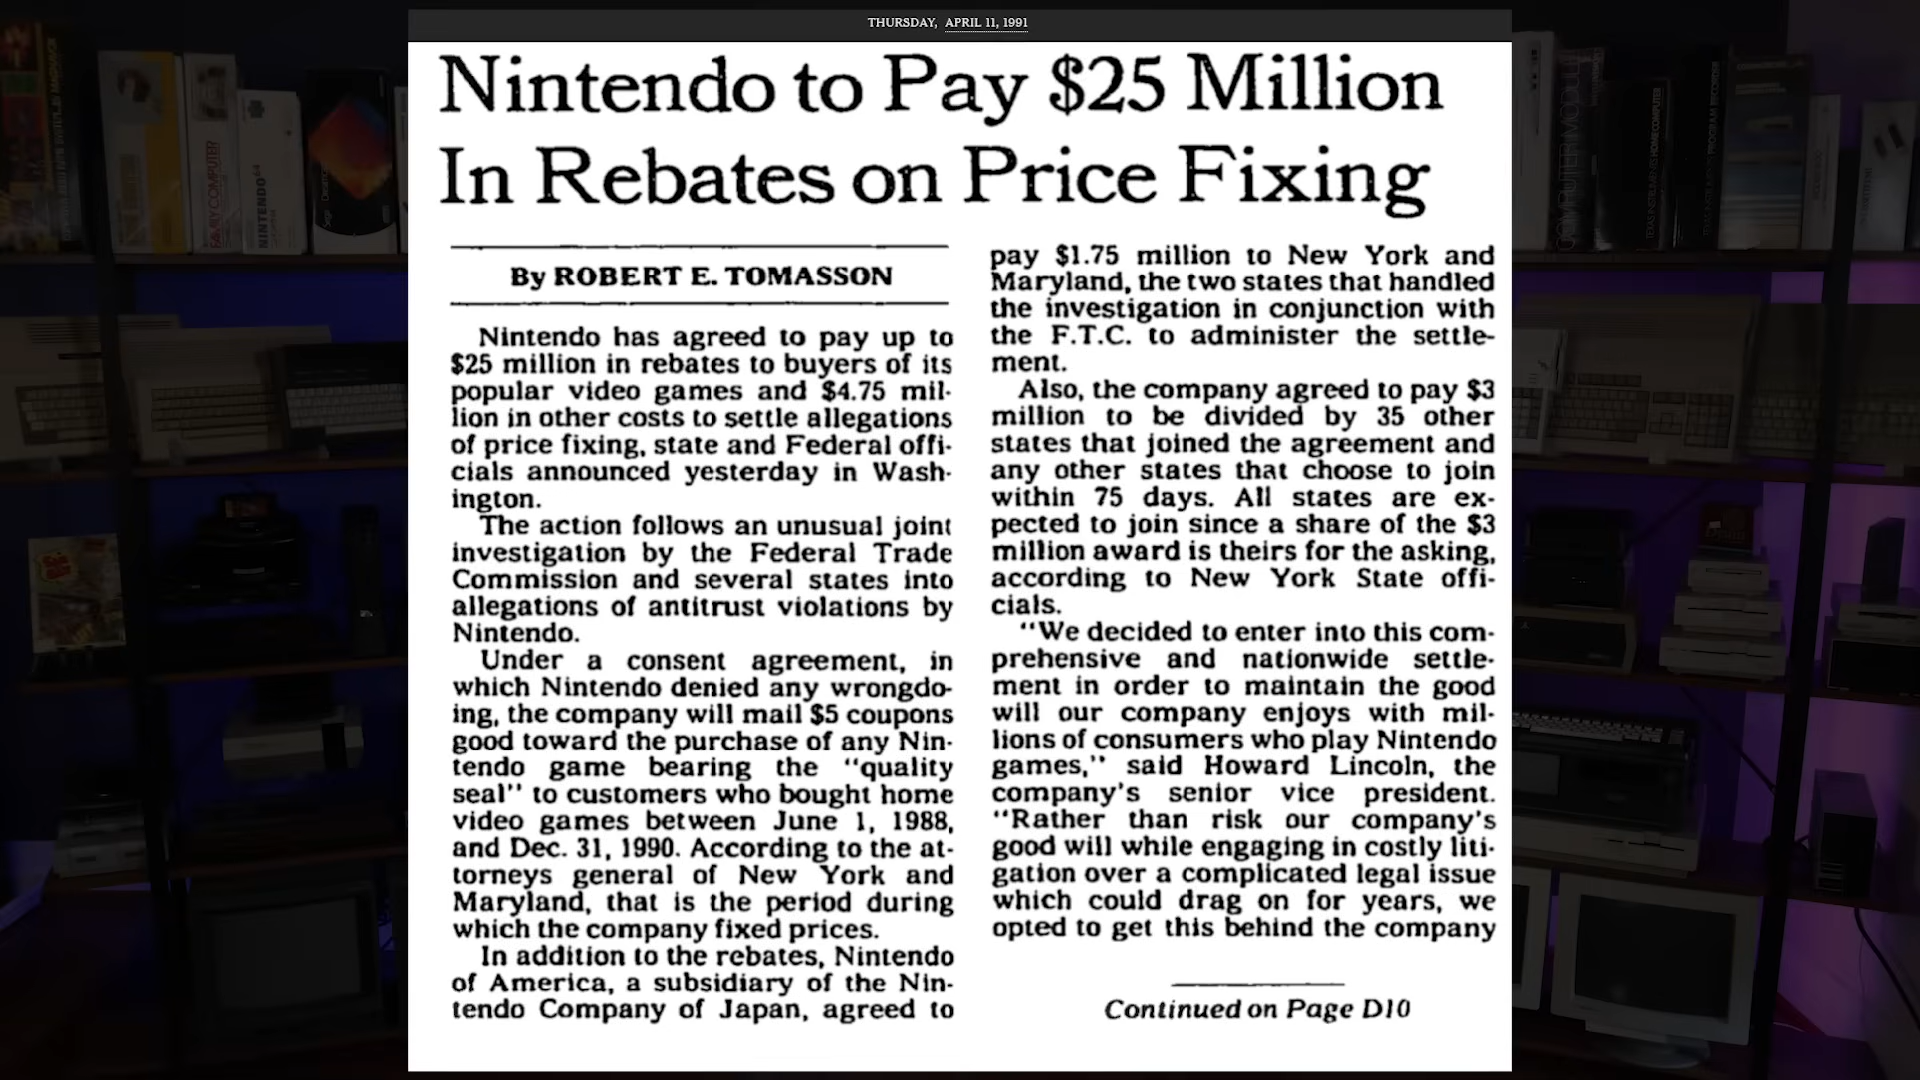 THURSDAY, APRIL 11, 1991
Nintendo to Pay $25 Million
In Rebates on Price Fixing
By ROBERT E. TOMASSON
Nintendo has agreed to pay up to
$25 million in rebates to buyers of its
popular video games and $4.75 mil-
lion in other costs to settle allegations
of price fixing, state and Federal offi-
cials announced yesterday in Wash-
ington.
The action follows an unusual joint
investigation by the Federal Trade
Commission and several states into
allegations of antitrust violations by
Nintendo.
Under a consent agreement, in
which Nintendo denied any wrongdo-
ing, the company will mail $5 coupons
good toward the purchase of any Nin-
tendo game bearing the "quality
seal" to customers who bought home
video games between June 1, 1988,
and Dec. 31, 1990. According to the at-
torneys general of New York and
Maryland, that is the period during
which the company fixed prices.
In addition to the rebates, Nintendo
of America, a subsidiary of the Nin-
tendo Company of Japan, agreed to
pay $1.75 million to New York and
Maryland, the two states that handled
the investigation in conjunction with
the F.T.C. to administer the settle-
ment.
Also, the company agreed to pay $3
million to be divided by 35 other
states that joined the agreement and
any other states that choose to join
within 75 days. All states are ex-
pected to join since a share of the $3
million award is theirs for the asking,
according to New York State offi-
cials.
"We decided to enter into this com-
prehensive and nationwide settle-
ment in order to maintain the good
will our company enjoys with mil-
lions of consumers who play Nintendo
games," said Howard Lincoln, the
company's senior vice president.
"Rather than risk our company's
good will while engaging in costly liti-
gation over a complicated legal issue
which could drag on for years, we
opted to get this behind the company
Continued on Page D10
FAMILY COMPUTER
NINTENDO 64